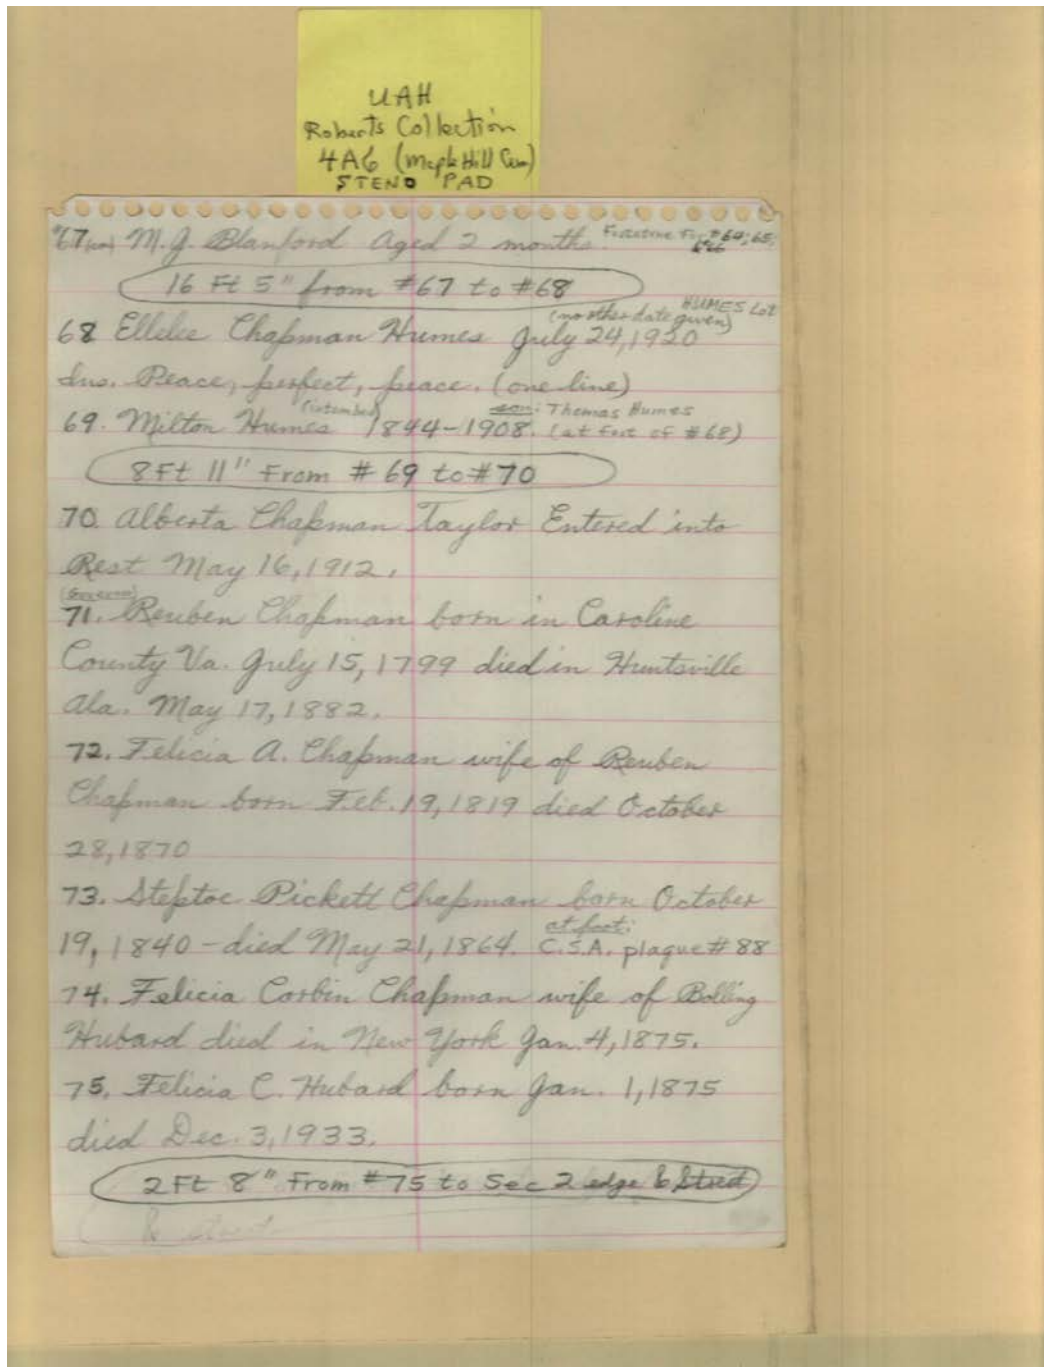 UAH
Roberts Collection
4A6 (Maple Hill Cem)
STENO PAD
#67 M.J. Blanford aged 2 months. #64, 65,
16 Ft 5" from #67 to #68
HUMES Lot
(no other date given)
68 Ellelee Chapman Humes July 24, 1920
Ins. Peace, perfect, peace. (one line)
(intombed) son: Thomas Humes
69. Milton Humes 1844-1908. (at foot of #68)
8 Ft 11" From #69 to #70
70. Alberta Chapman Taylor Entered into
Rest May 16, 1912.
(Governor)
71. Reuben Chapman born in Caroline
County Va. July 15, 1799 died in Huntsville
Ala. May 17, 1882.
72. Felicia A. Chapman wife of Reuben
Chapman born Feb. 19, 1819 died October
28, 1870
73. Steptoe Pickett Chapman born October
at foot:
19, 1840 - died May 21, 1864. C.S.A. plaque #88
74. Felicia Corbin Chapman wife of Bolling
Hubard died in New York Jan. 4, 1875.
75. Felicia C. Hubard born Jan. 1, 1875
died Dec. 3, 1933.
2 Ft 8" From #75 to Sec 2 edge &